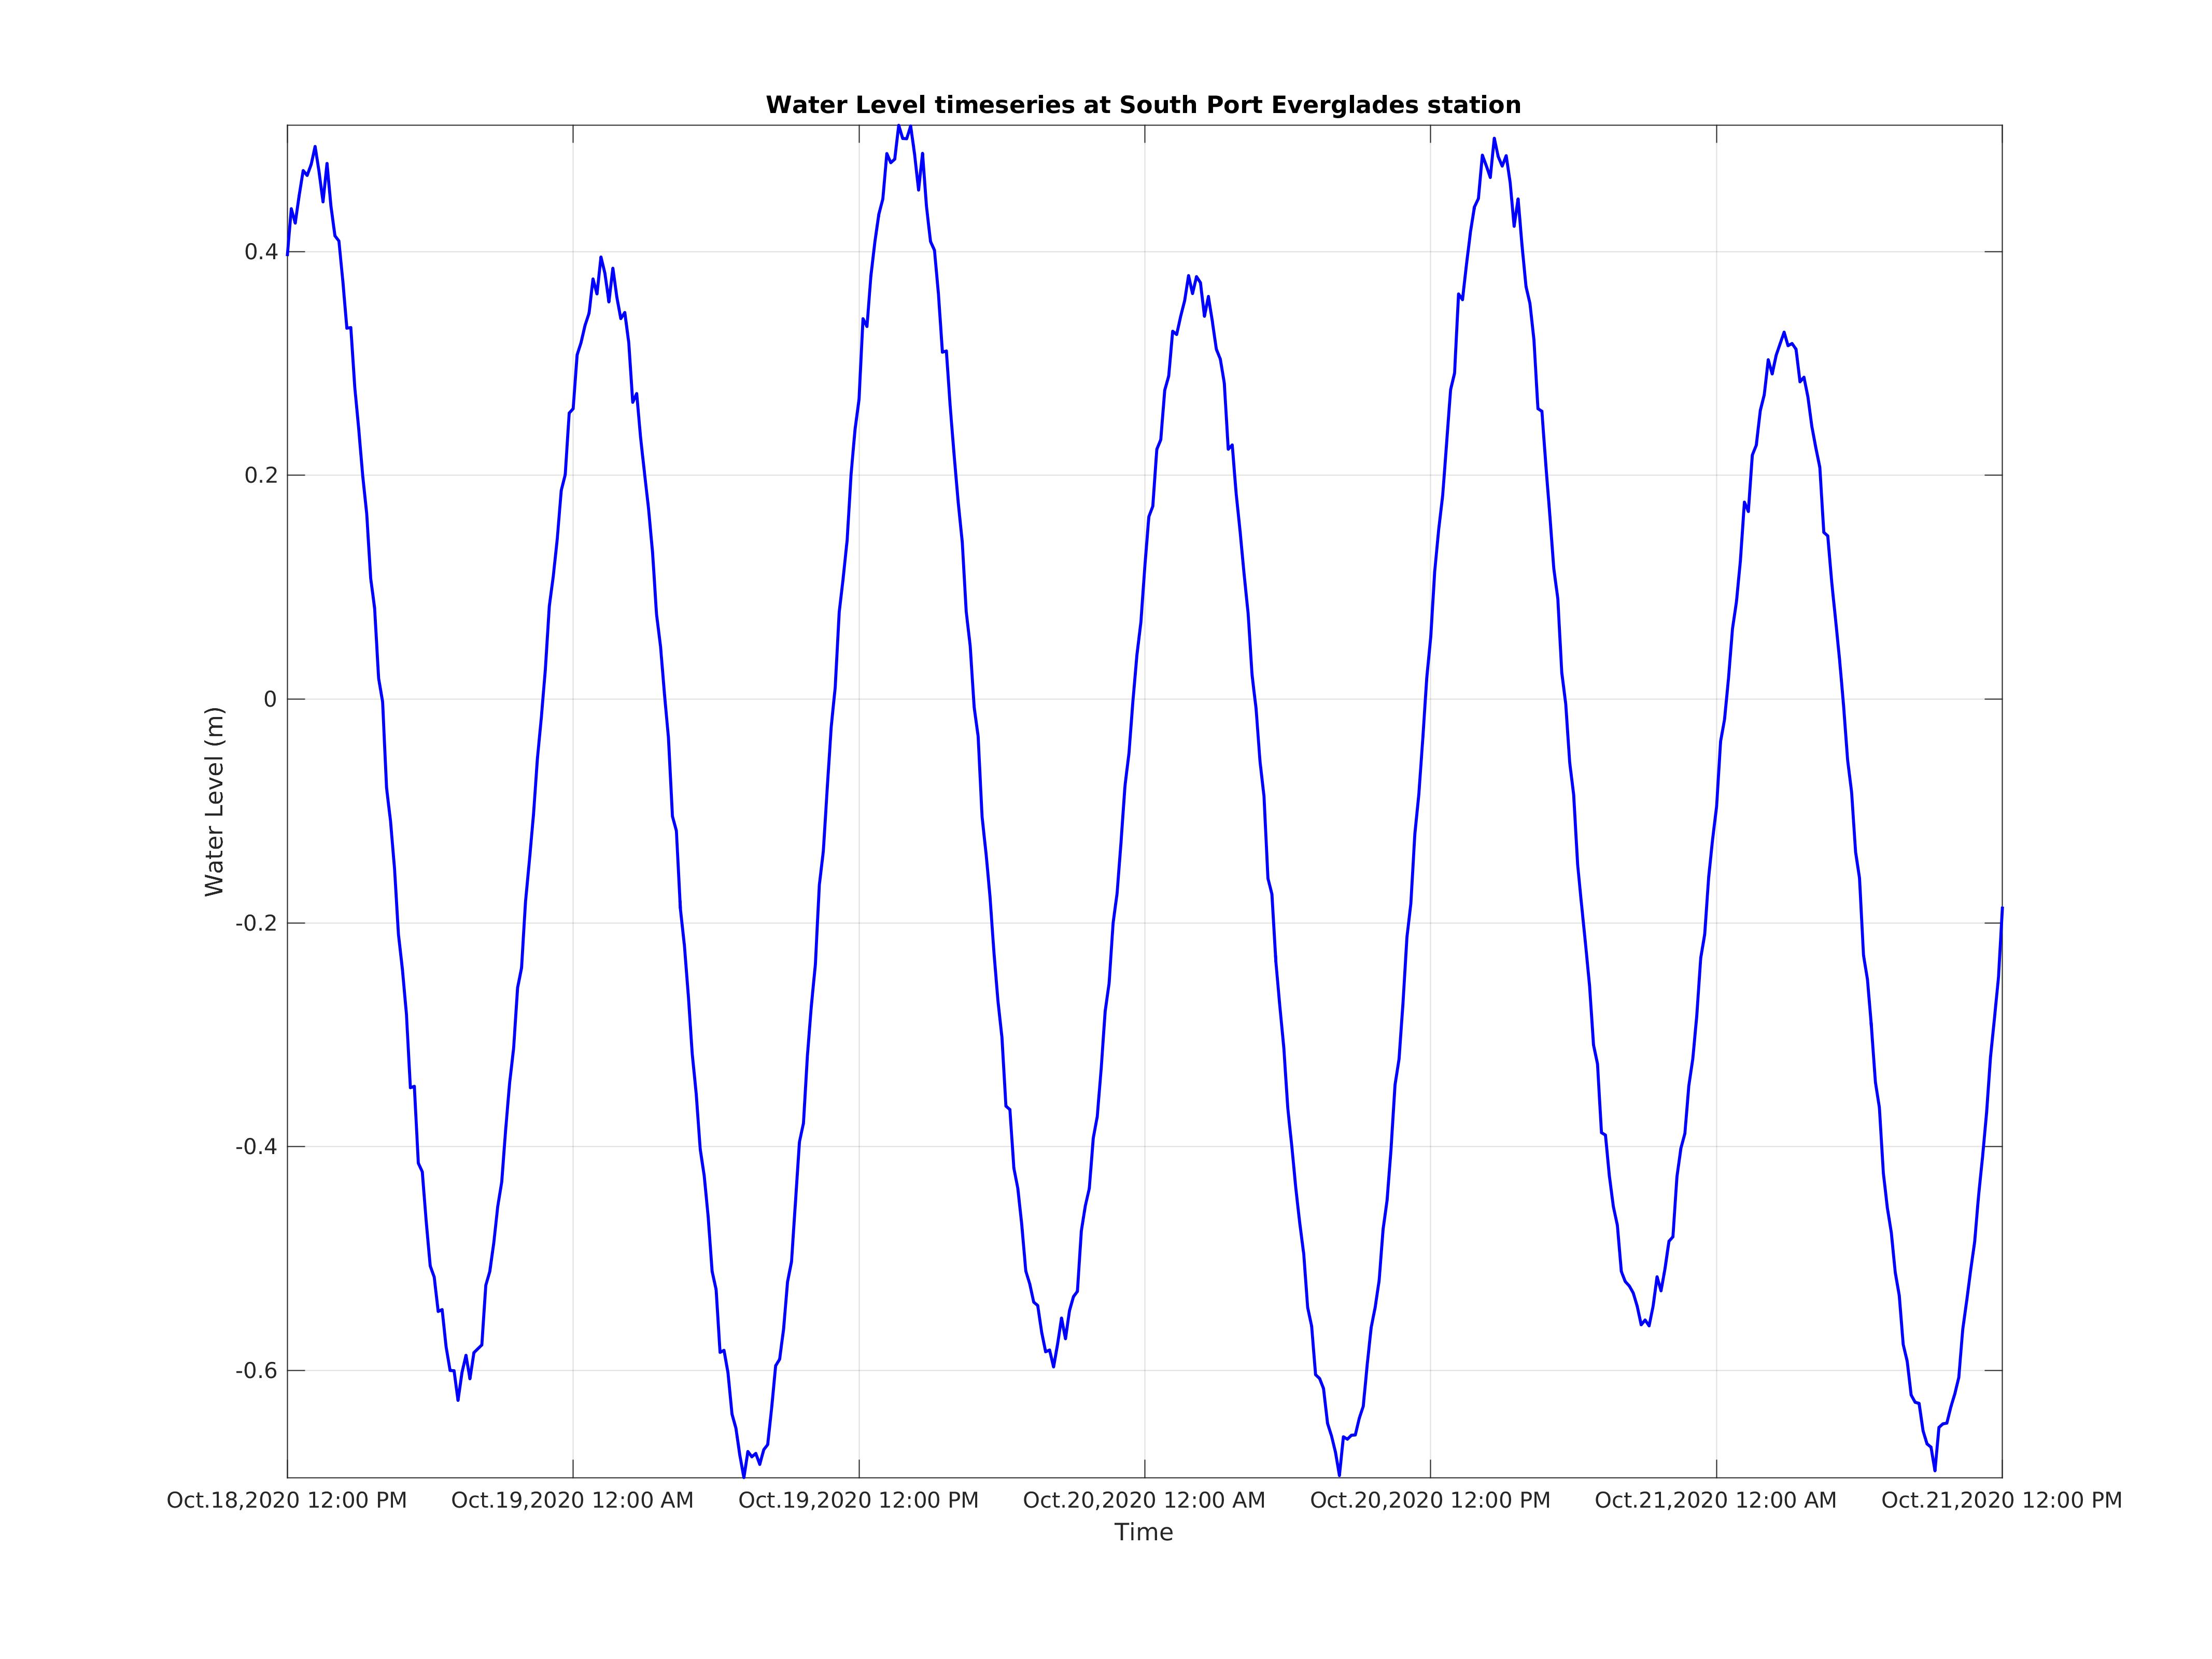 Water Level timeseries at South Port Everglades station
0.4
0.2
0
-0.2
-0.4
-0.6
Water Level (m)
Oct.18,2020 12:00 PM
Oct.19,2020 12:00 AM
Oct.19,2020 12:00 PM
Oct.20,2020 12:00 AM
Oct.20,2020 12:00 PM
Oct.21,2020 12:00 AM
Oct.21,2020 12:00 PM
Time